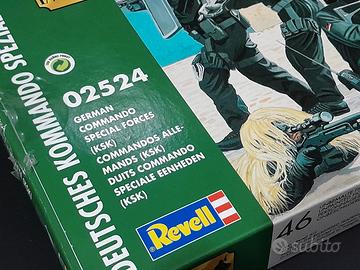 DEUTSCHES KOMMANDO SPEZIAL
02524
GERMAN
COMMANDO
SPECIAL FORCES
(KSK)
COMMANDOS ALLE-
MANDS (KSK)
DUITS COMMANDO
SPECIALE EENHEDEN
(KSK)
Revell
46
subito